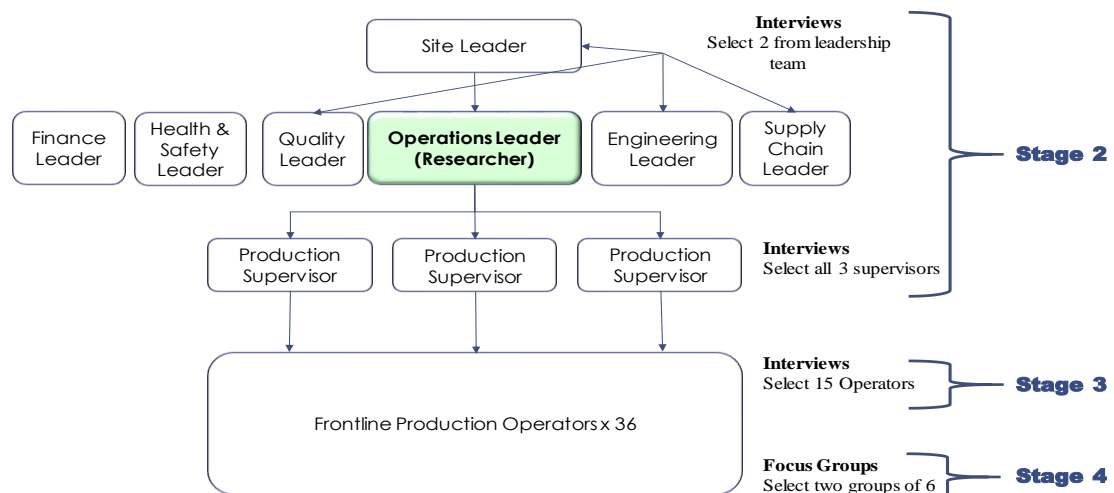 Interviews
Select 2 from leadership
team
Site Leader
Finance
Leader
Health &
Safety
Leader
Quality
Leader
Operations Leader
(Researcher)
Engineering
Leader
Supply
Chain
Leader
Stage 2
Production
Supervisor
Production
Supervisor
Production
Supervisor
Interviews
Select all 3 supervisors
Interviews
Select 15 Operators
Stage 3
Frontline Production Operators x 36
Focus Groups
Select two groups of 6
Stage 4